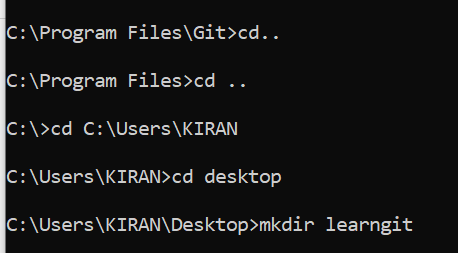 C:\Program Files\Git>cd..
C:\Program Files>cd ..
C:\>cd C:\Users\KIRAN
C:\Users\KIRAN>cd desktop
C:\Users\KIRAN\Desktop>mkdir learngit